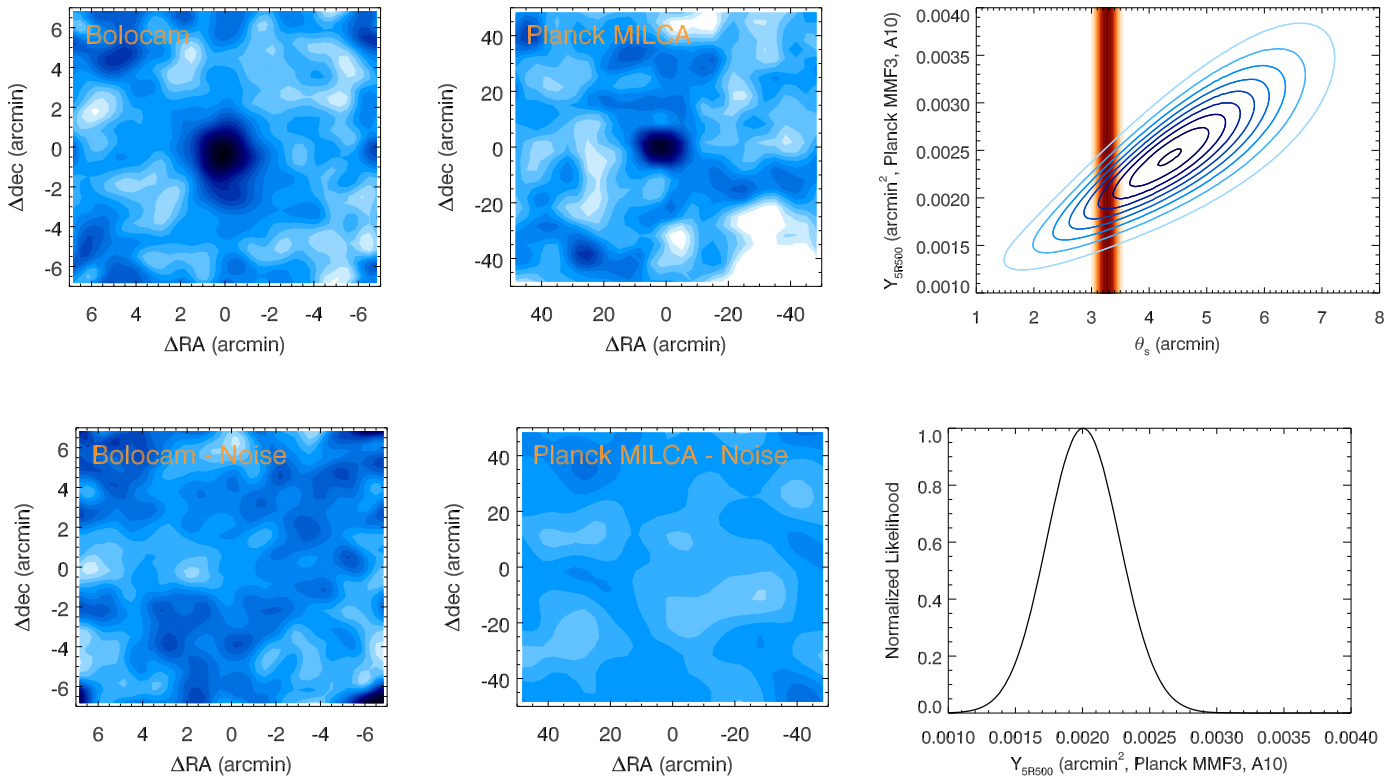 Bolocam
6
4
2
0
-2
-4
-6
Δdec (arcmin)
6 4 2 0 -2 -4 -6
ΔRA (arcmin)
Planck MILCA
40
20
0
-20
-40
Δdec (arcmin)
40 20 0 -20 -40
ΔRA (arcmin)
0.0040
0.0035
0.0030
0.0025
0.0020
0.0015
0.0010
Y5R500 (arcmin², Planck MMF3, A10)
1 2 3 4 5 6 7 8
θs (arcmin)
Bolocam - Noise
6
4
2
0
-2
-4
-6
Δdec (arcmin)
6 4 2 0 -2 -4 -6
ΔRA (arcmin)
Planck MILCA - Noise
40
20
0
-20
-40
Δdec (arcmin)
40 20 0 -20 -40
ΔRA (arcmin)
1.0
0.8
0.6
0.4
0.2
0.0
Normalized Likelihood
0.0010 0.0015 0.0020 0.0025 0.0030 0.0035 0.0040
Y5R500 (arcmin², Planck MMF3, A10)